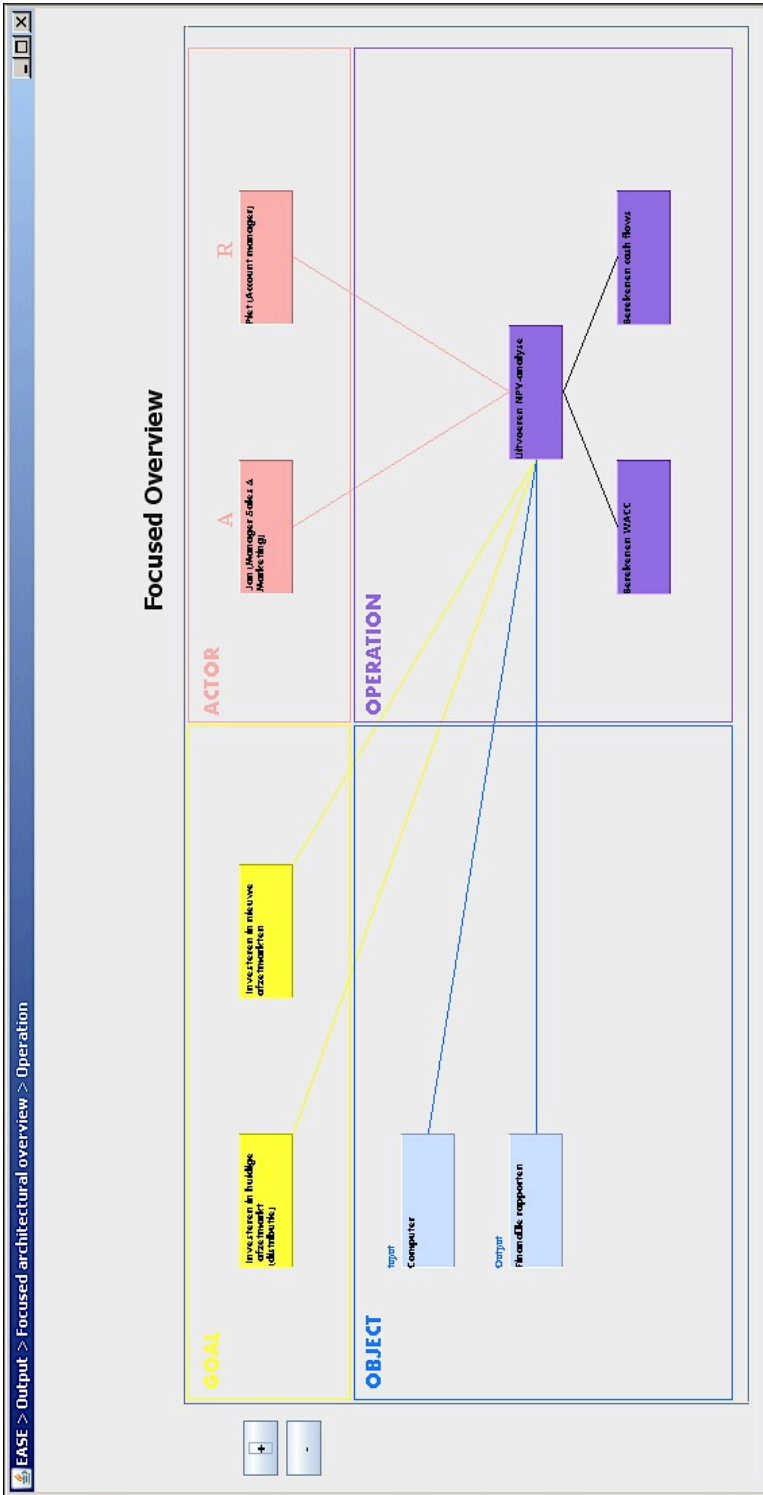 EASE > Output > Focused architectural overview > Operation
+
-
Focused Overview
GOAL
Investeren in huidige
afzetmarkt
(distributie)
Investeren in nieuwe
afzetmarkten
ACTOR
A
Jan (Manager Sales &
Marketing)
R
Piet (Account manager)
OBJECT
Input
Computer
Output
Financiële rapporten
OPERATION
Uitvoeren NPV-analyse
Berekenen WACC
Berekenen cash flows